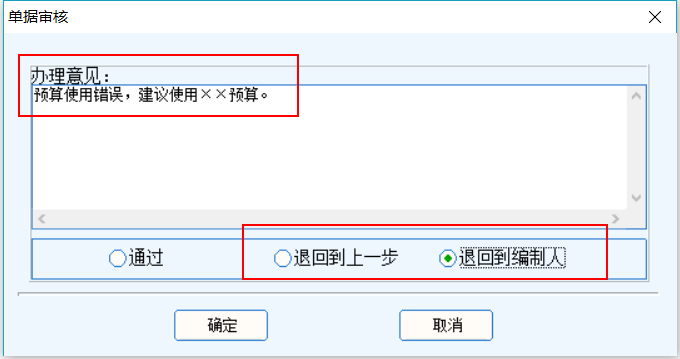 单据审核
办理意见:
预算使用错误，建议使用××预算。
通过
退回到上一步
退回到编制人
确定
取消